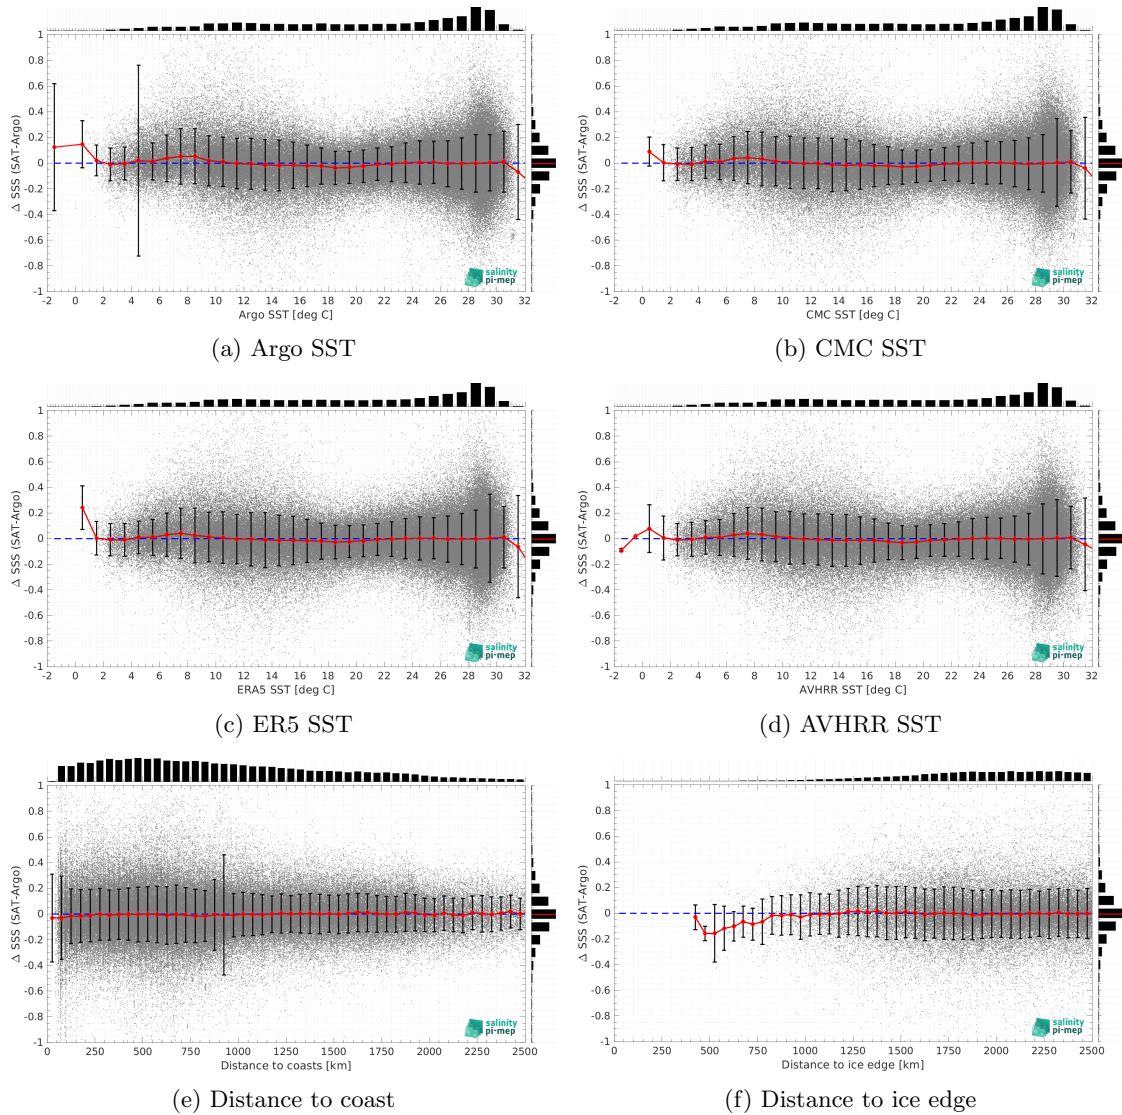 1
0.8
0.6
0.4
0.2
0
-0.2
-0.4
-0.6
-0.8
-1
Δ SSS (SAT-Argo)
salinity
pi-mep
-2 0 2 4 6 8 10 12 14 16 18 20 22 24 26 28 30 32
Argo SST [deg C]
(a) Argo SST
1
0.8
0.6
0.4
0.2
0
-0.2
-0.4
-0.6
-0.8
-1
Δ SSS (SAT-Argo)
salinity
pi-mep
-2 0 2 4 6 8 10 12 14 16 18 20 22 24 26 28 30 32
CMC SST [deg C]
(b) CMC SST
1
0.8
0.6
0.4
0.2
0
-0.2
-0.4
-0.6
-0.8
-1
Δ SSS (SAT-Argo)
salinity
pi-mep
-2 0 2 4 6 8 10 12 14 16 18 20 22 24 26 28 30 32
ERA5 SST [deg C]
(c) ER5 SST
1
0.8
0.6
0.4
0.2
0
-0.2
-0.4
-0.6
-0.8
-1
Δ SSS (SAT-Argo)
salinity
pi-mep
-2 0 2 4 6 8 10 12 14 16 18 20 22 24 26 28 30 32
AVHRR SST [deg C]
(d) AVHRR SST
1
0.8
0.6
0.4
0.2
0
-0.2
-0.4
-0.6
-0.8
-1
Δ SSS (SAT-Argo)
salinity
pi-mep
0 250 500 750 1000 1250 1500 1750 2000 2250 2500
Distance to coasts [km]
(e) Distance to coast
1
0.8
0.6
0.4
0.2
0
-0.2
-0.4
-0.6
-0.8
-1
Δ SSS (SAT-Argo)
salinity
pi-mep
0 250 500 750 1000 1250 1500 1750 2000 2250 2500
Distance to ice edge [km]
(f) Distance to ice edge